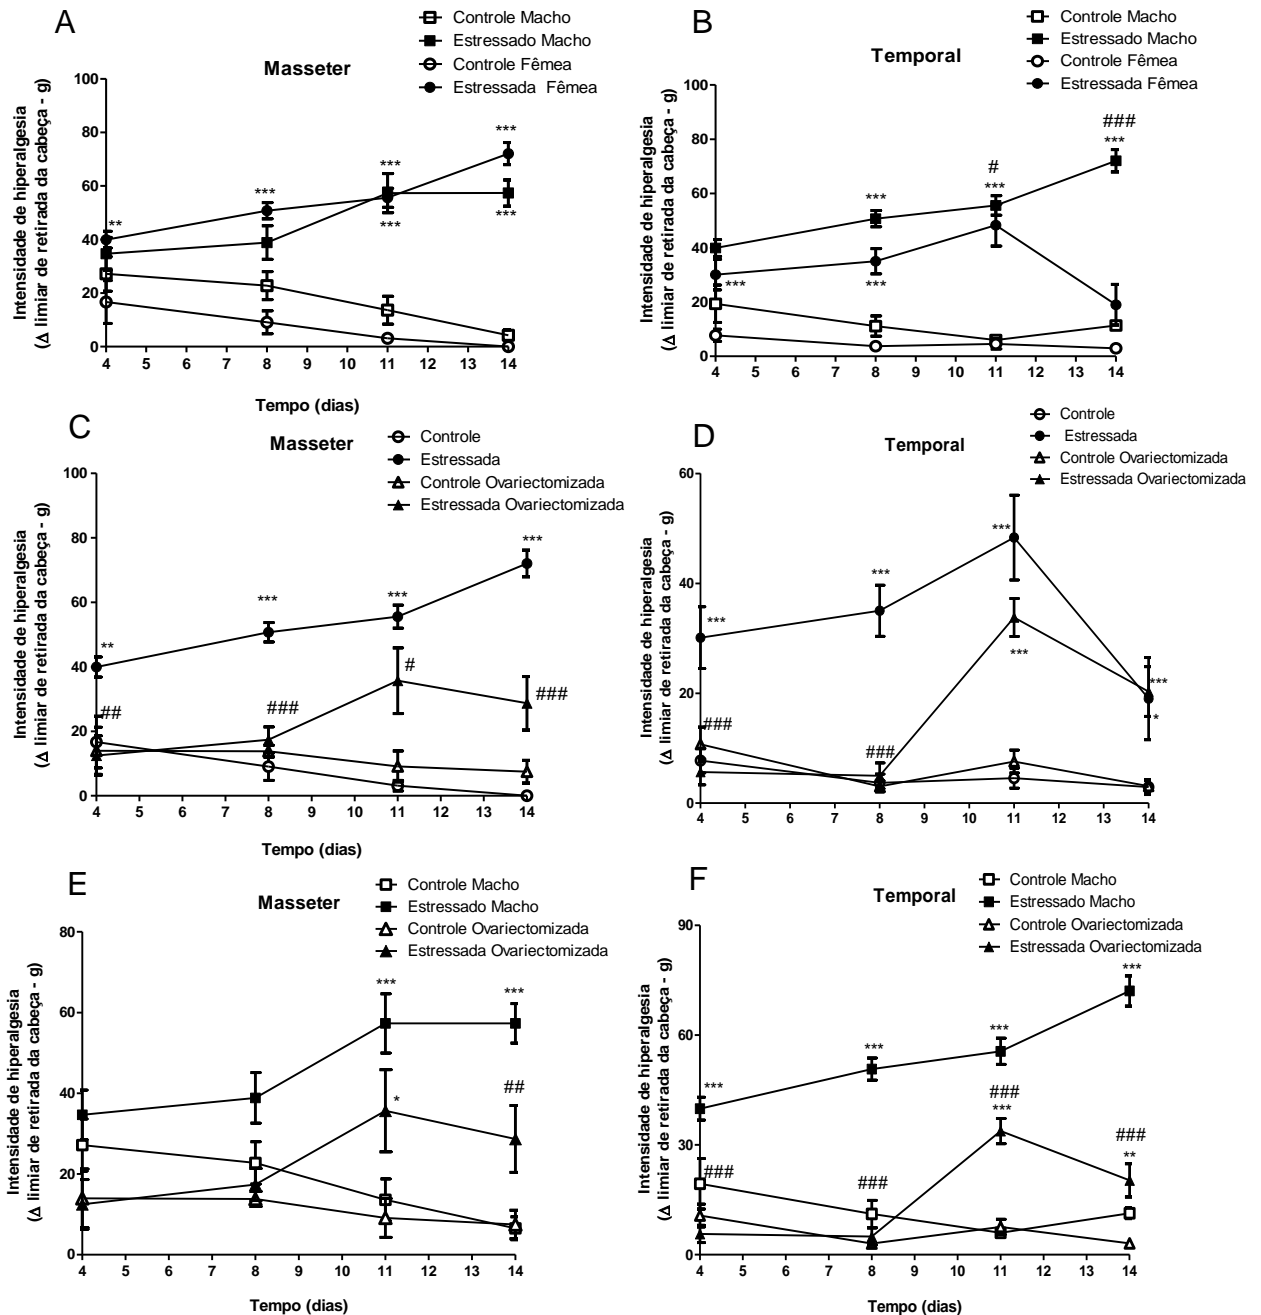 A
Controle Macho
Estressado Macho
Controle Fêmea
Estressada Fêmea
Masseter
Intensidade de hiperalgesia
(Δ limiar de retirada da cabeça - g)
100
80
60
40
20
0
** *** *** *** *** ***
4 5 6 7 8 9 10 11 12 13 14
Tempo (dias)
B
Controle Macho
Estressado Macho
Controle Fêmea
Estressada Fêmea
Temporal
Intensidade de hiperalgesia
(Δ limiar de retirada da cabeça - g)
100
80
60
40
20
0
###
***
#
***
***
***
***
4 5 6 7 8 9 10 11 12 13 14
C
Controle
Estressada
Controle Ovariectomizada
Estressada Ovariectomizada
Masseter
Intensidade de hiperalgesia
(Δ limiar de retirada da cabeça - g)
100
80
60
40
20
0
***
***
***
**
#
###
###
##
4 5 6 7 8 9 10 11 12 13 14
Tempo (dias)
D
Controle
Estressada
Controle Ovariectomizada
Estressada Ovariectomizada
Temporal
Intensidade de hiperalgesia
(Δ limiar de retirada da cabeça - g)
60
40
20
0
***
***
***
***
***
*
###
###
4 5 6 7 8 9 10 11 12 13 14
E
Controle Macho
Estressado Macho
Controle Ovariectomizada
Estressada Ovariectomizada
Masseter
Intensidade de hiperalgesia
(Δ limiar de retirada da cabeça - g)
80
60
40
20
0
*** ***
##
*
4 5 6 7 8 9 10 11 12 13 14
Tempo (dias)
F
Controle Macho
Estressado Macho
Controle Ovariectomizada
Estressada Ovariectomizada
Temporal
Intensidade de hiperalgesia
(Δ limiar de retirada da cabeça - g)
90
60
30
0
***
***
***
***
###
***
###
**
###
###
4 5 6 7 8 9 10 11 12 13 14
Tempo (dias)